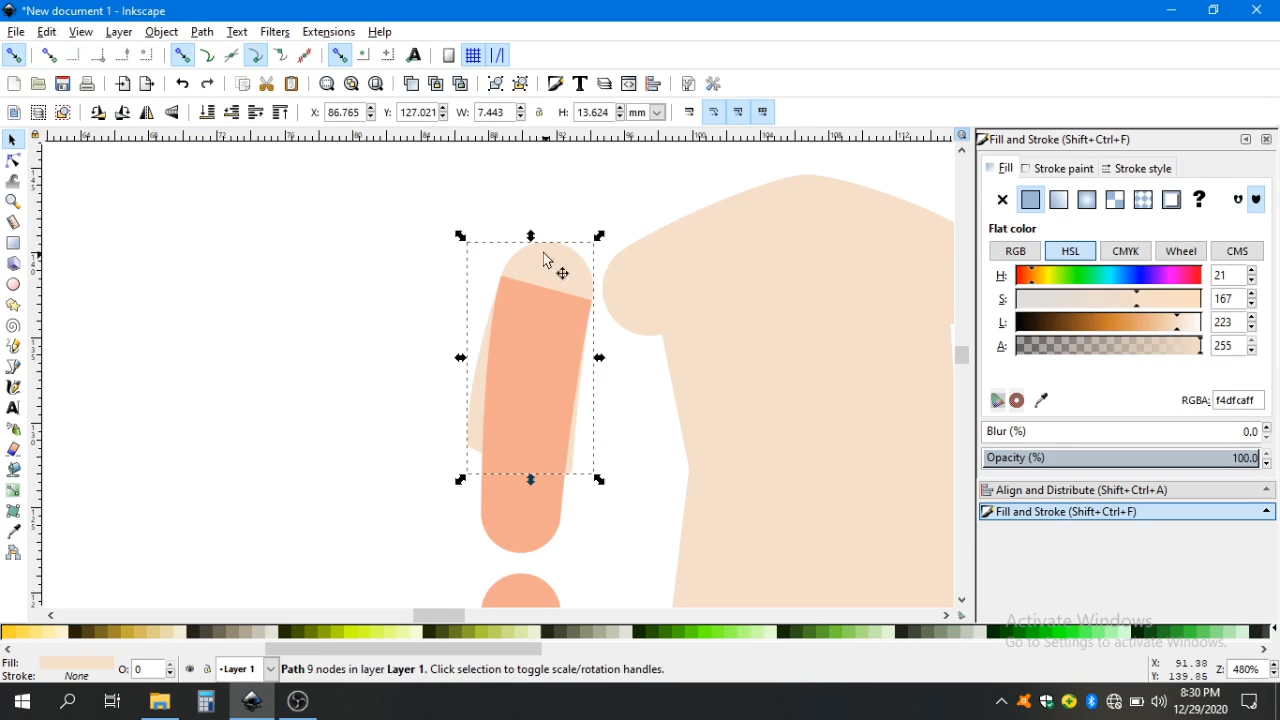 *New document 1 - Inkscape
File Edit View Layer Object Path Text Filters Extensions Help
X: 86.765 Y: 127.021 W: 7.443 H: 13.624 mm
Fill and Stroke (Shift+Ctrl+F)
Fill Stroke paint Stroke style
Flat color
RGB HSL CMYK Wheel CMS
H: 21
S: 167
L: 223
A: 255
RGBA: f4dfcaff
Blur (%) 0.0
Opacity (%) 100.0
Align and Distribute (Shift+Ctrl+A)
Fill and Stroke (Shift+Ctrl+F)
Activate Windows
Go to Settings to activate Windows.
Fill: O: 0 •Layer 1 Path 9 nodes in layer Layer 1. Click selection to toggle scale/rotation handles. X: 91.38 Z: 480%
Stroke: None Y: 139.85
8:30 PM
12/29/2020